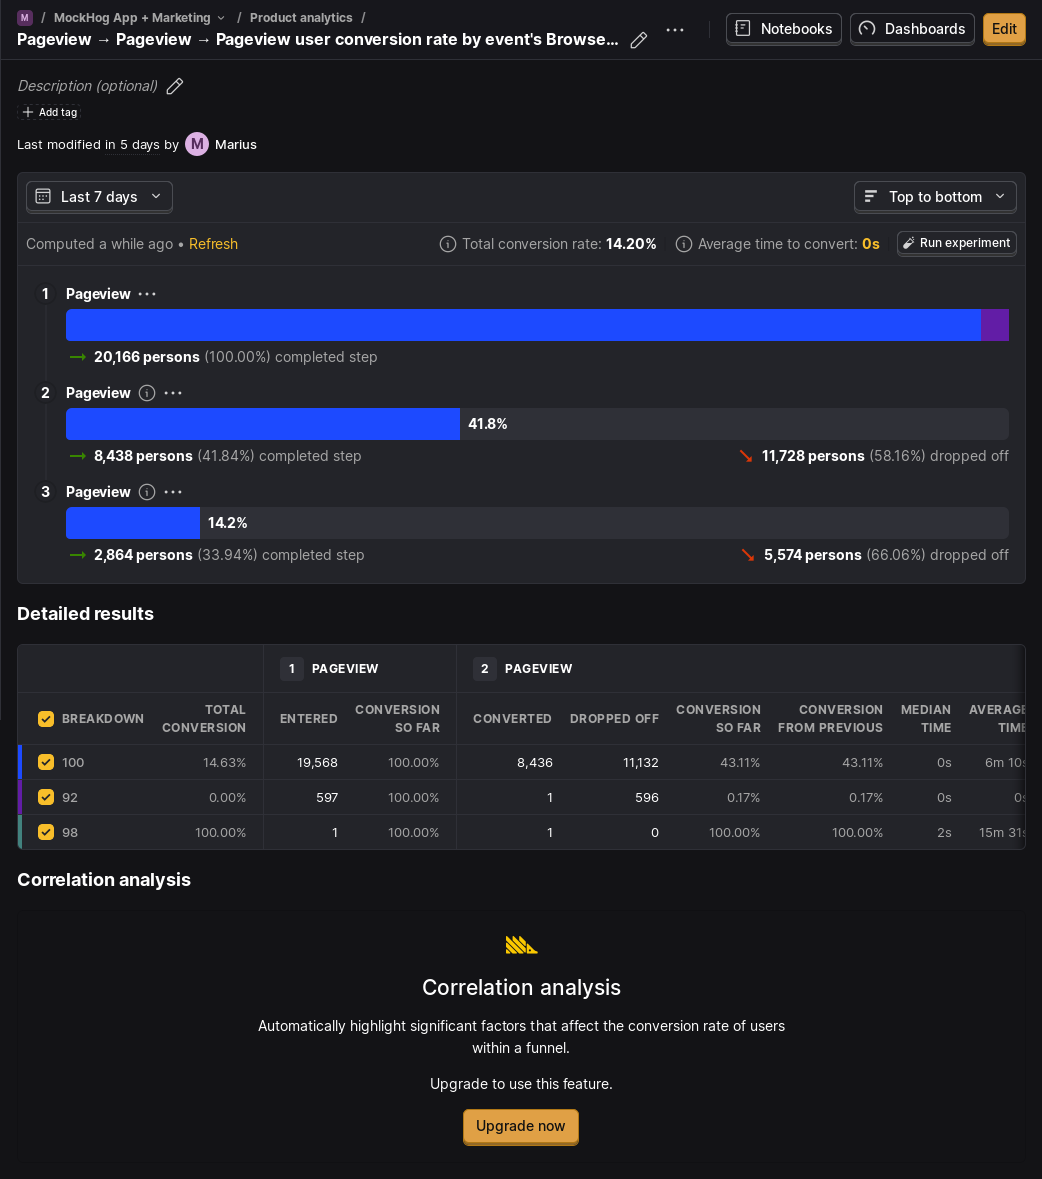 M / MockHog App + Marketing / Product analytics /
Pageview → Pageview → Pageview user conversion rate by event's Browse...
Notebooks
Dashboards
Edit
Description (optional)
+ Add tag
Last modified in 5 days by M Marius
Last 7 days
Top to bottom
Computed a while ago • Refresh
Total conversion rate: 14.20%
Average time to convert: 0s
Run experiment
1 Pageview
→ 20,166 persons (100.00%) completed step
2 Pageview
41.8%
→ 8,438 persons (41.84%) completed step
↘ 11,728 persons (58.16%) dropped off
3 Pageview
14.2%
→ 2,864 persons (33.94%) completed step
↘ 5,574 persons (66.06%) dropped off
Detailed results
1 PAGEVIEW 2 PAGEVIEW
BREAKDOWN
TOTAL
CONVERSION
ENTERED
CONVERSION
SO FAR
CONVERTED
DROPPED OFF
CONVERSION
SO FAR
CONVERSION
FROM PREVIOUS
MEDIAN
TIME
AVERAGE
TIME
100 14.63% 19,568 100.00% 8,436 11,132 43.11% 43.11% 0s 6m 10s
92 0.00% 597 100.00% 1 596 0.17% 0.17% 0s 0s
98 100.00% 1 100.00% 1 0 100.00% 100.00% 2s 15m 31s
Correlation analysis
Correlation analysis
Automatically highlight significant factors that affect the conversion rate of users
within a funnel.
Upgrade to use this feature.
Upgrade now